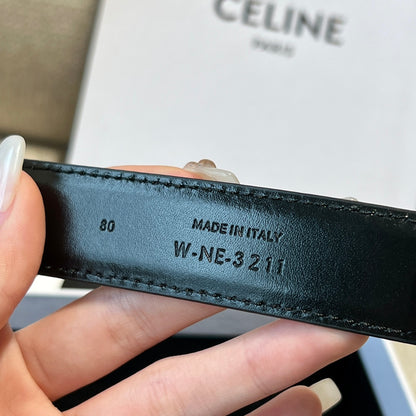 CELINE
PARIS
80
MADE IN ITALY
W-NE-3211